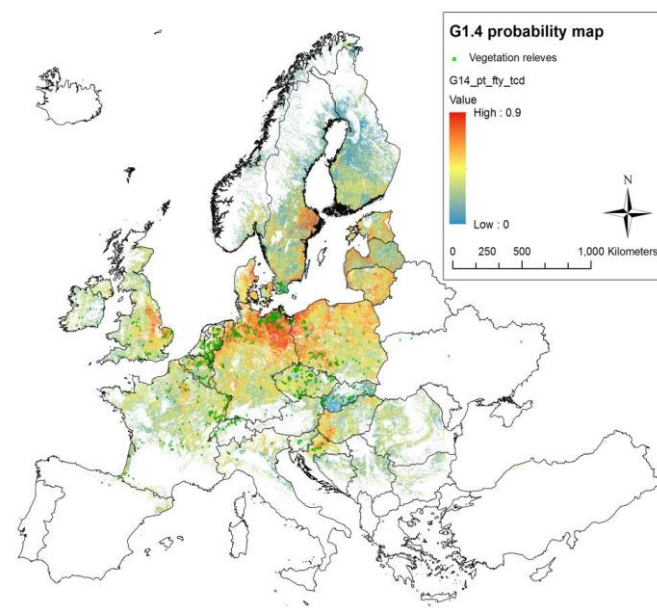 G1.4 probability map
Vegetation releves
G14_pt_fty_tcd
Value
High : 0.9
Low : 0
N
0 250 500 1,000 Kilometers